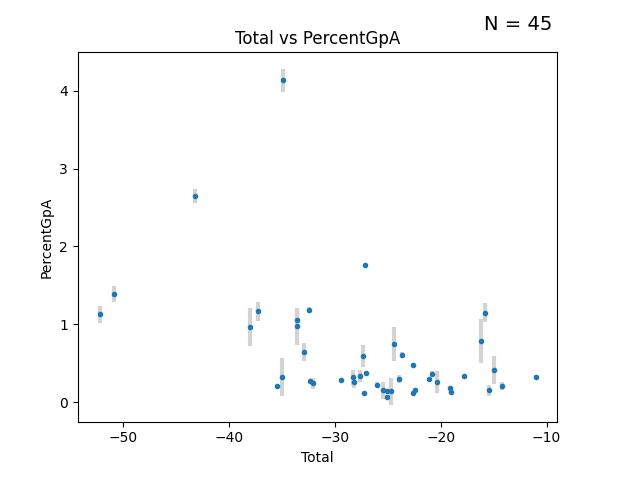 N = 45
Total vs PercentGpA
PercentGpA
4
3
2
1
0
−50 −40 −30 −20 −10
Total